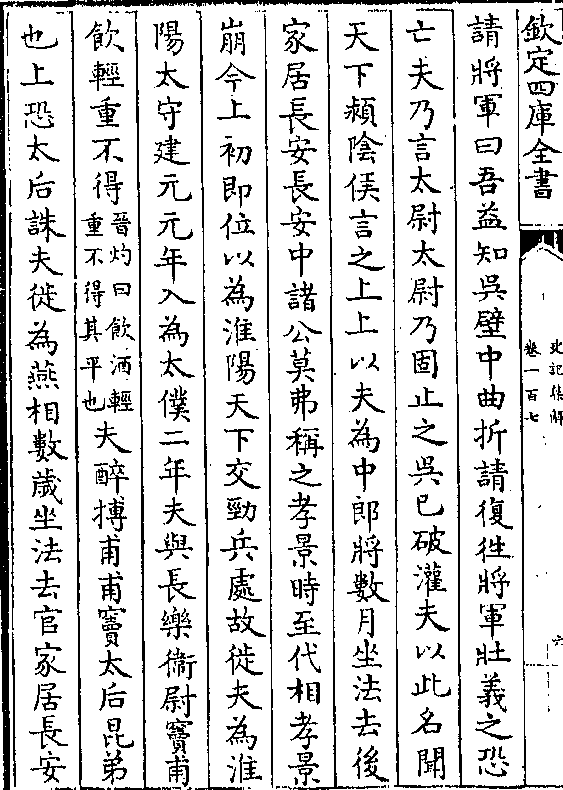 欽定四庫全書
史記集解
卷一百七
六
請將軍曰吾益知吳壁中曲折請復往將軍壯義之恐
亡夫乃言太尉太尉乃固止之吳已破灌夫以此名聞
天下潁陰侯言之上上以夫為中郎將數月坐法去後
家居長安長安中諸公莫弗稱之孝景時至代相孝景
崩今上初即位以為淮陽天下交勁兵處故徙夫為淮
陽太守建元元年入為太僕二年夫與長樂衛尉竇甫
飲輕重不得晉灼曰飲酒輕重不得其平也夫醉搏甫甫竇太后昆弟
也上恐太后誅夫徙為燕相數歲坐法去官家居長安